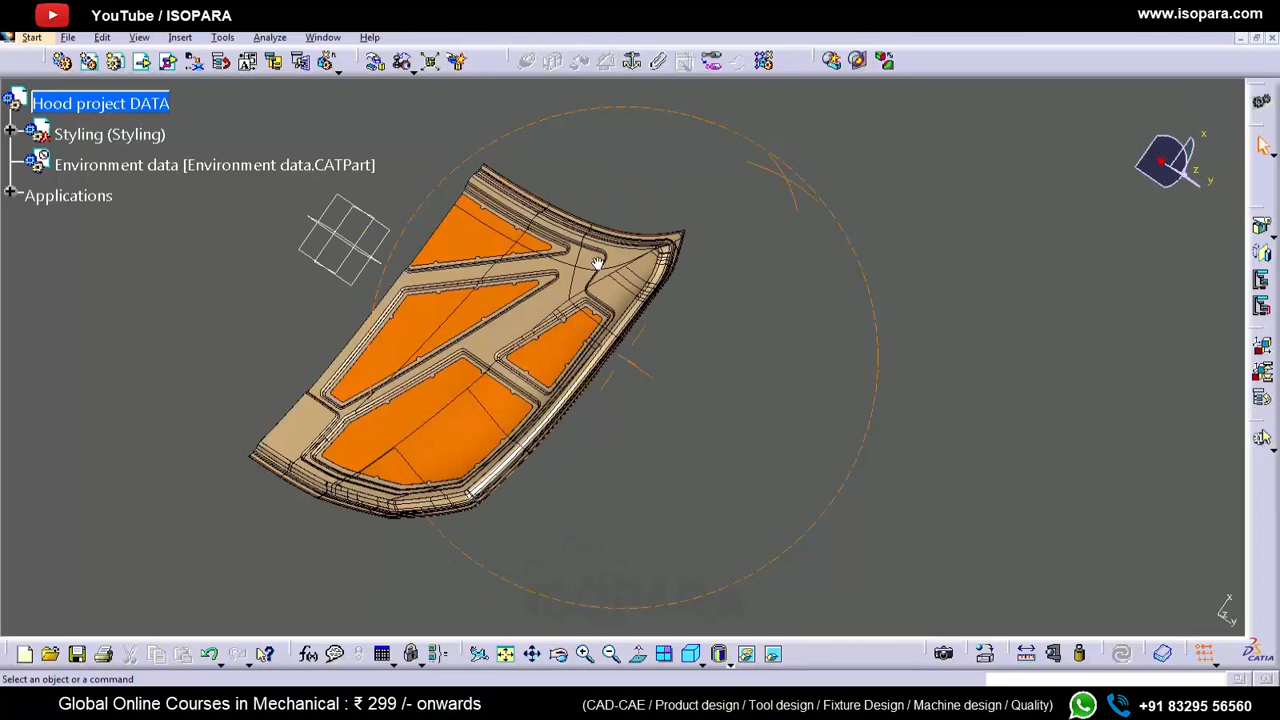 YouTube / ISOPARA
www.isopara.com
Start File Edit View Insert Tools Analyze Window Help
Hood project DATA
Styling (Styling)
Environment data [Environment data.CATPart]
Applications
x
z
y
ISOPARA
x
z
y
f(x)
CATIA
Select an object or a command
Global Online Courses in Mechanical : ₹ 299 /- onwards
(CAD-CAE / Product design / Tool design / Fixture Design / Machine design / Quality)
+91 83295 56560